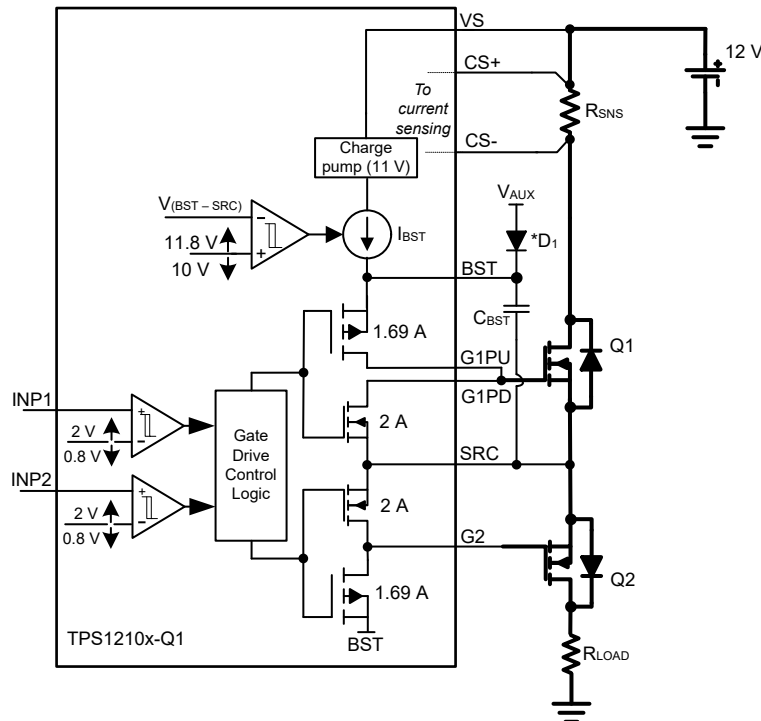 VS
12 V
CS+
To
current
sensing
RSNS
CS-
Charge
pump (11 V)
VAUX
V(BST – SRC)
*D1
11.8 V
10 V
IBST
BST
CBST
1.69 A
G1PU
Q1
G1PD
INP1
2 V
0.8 V
2 A
Gate
Drive
Control
Logic
SRC
INP2
2 V
0.8 V
2 A
G2
Q2
1.69 A
TPS1210x-Q1
BST
RLOAD